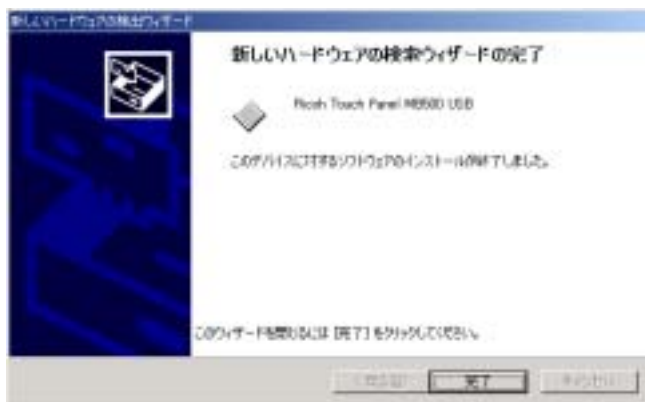 新しいハードウェアの検出ウィザード
新しいハードウェアの検索ウィザードの完了
Ricoh Touch Panel M8500 USB
このデバイスに対するソフトウェアのインストールが終了しました。
このウィザードを閉じるには [完了] をクリックしてください。
< 戻る(B)
完了
キャンセル